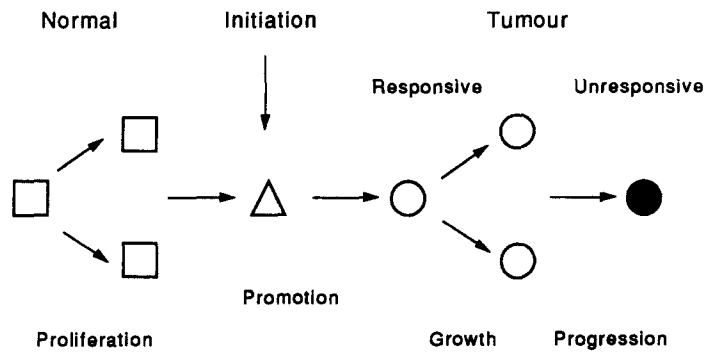 Normal Initiation Tumour
Responsive Unresponsive
Promotion
Proliferation Growth Progression